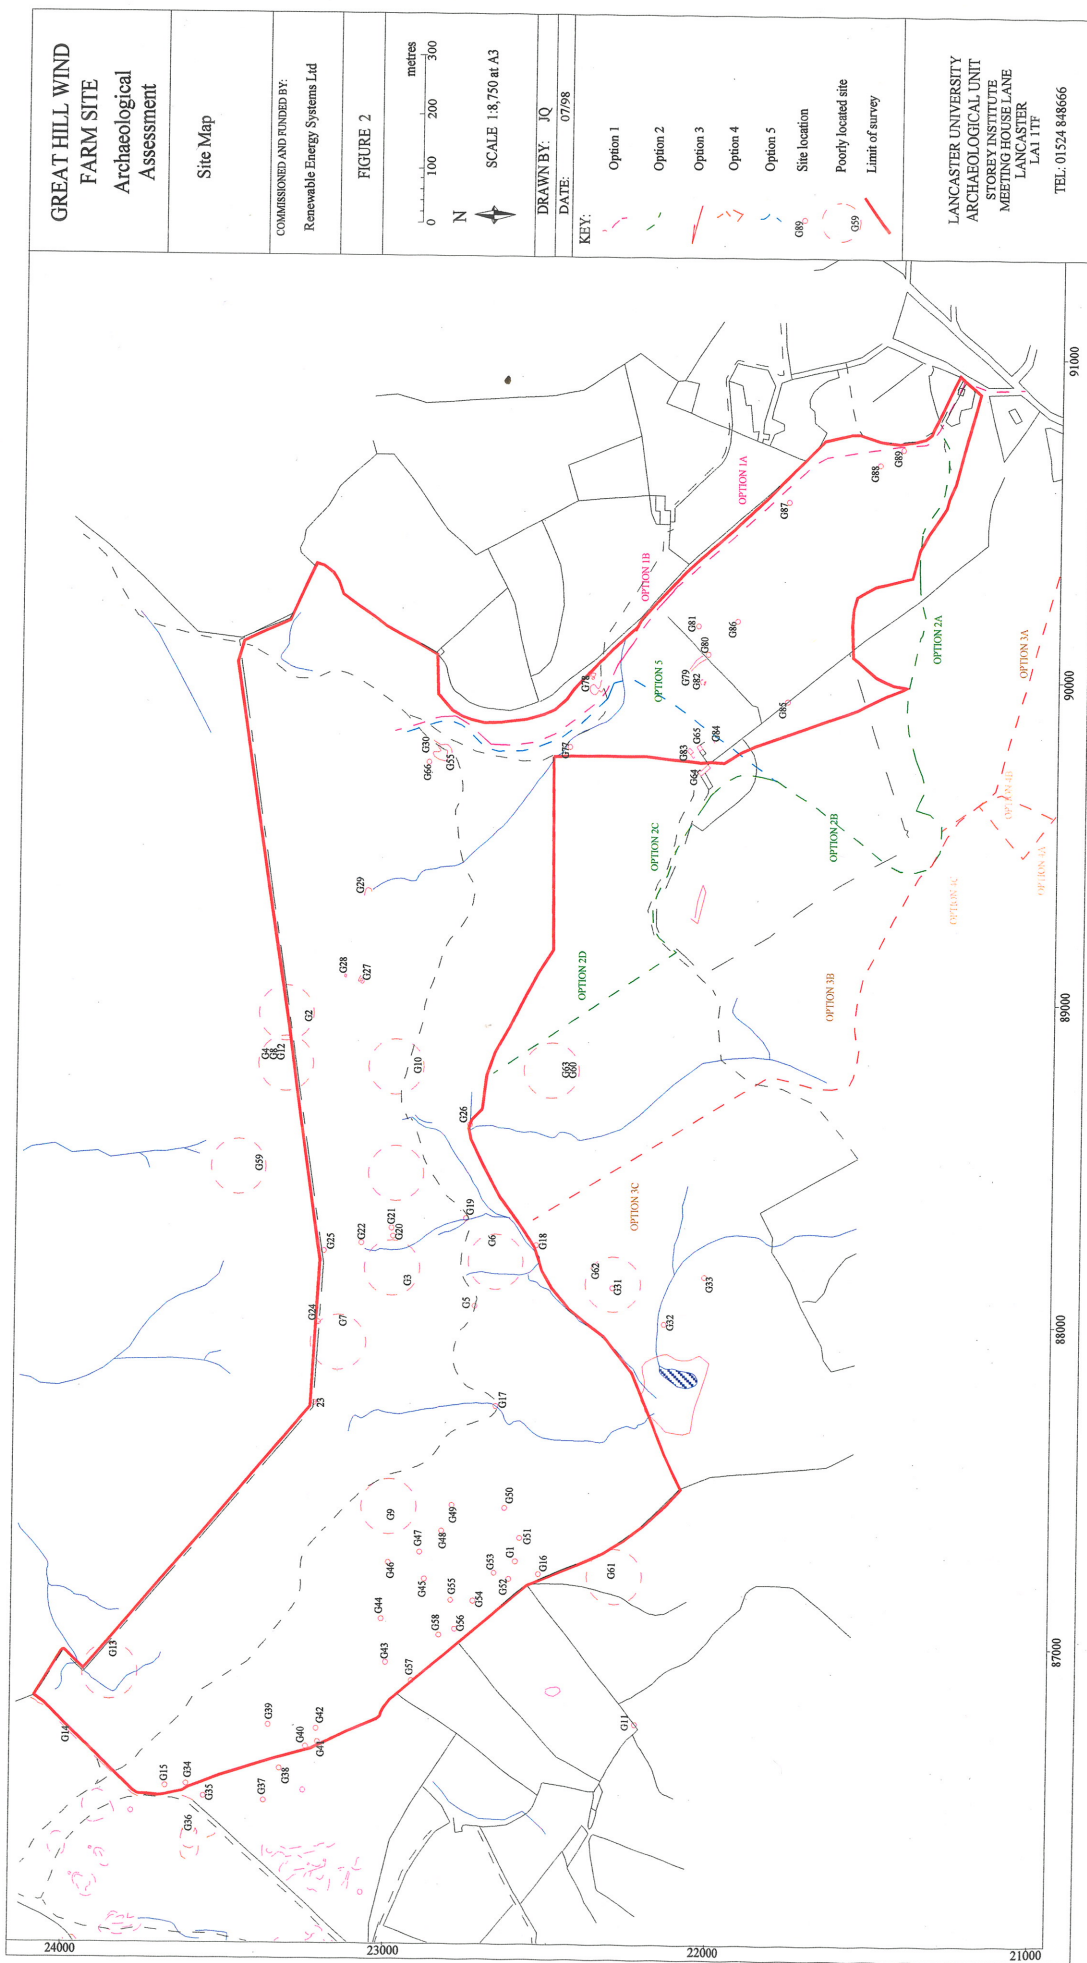 GREAT HILL WIND
FARM SITE
Archaeological
Assessment
Site Map
COMMISSIONED AND FUNDED BY:
Renewable Energy Systems Ltd
FIGURE 2
metres
0
100
200
300
N
SCALE 1:8,750 at A3
DRAWN BY: JQ
DATE: 07/98
KEY:
Option 1
Option 2
Option 3
Option 4
Option 5
G89
Site location
G59
Poorly located site
Limit of survey
LANCASTER UNIVERSITY
ARCHAEOLOGICAL UNIT
STOREY INSTITUTE
MEETING HOUSE LANE
LANCASTER
LA1 1TF
TEL: 01524 848666
24000
23000
22000
21000
87000
88000
89000
90000
91000
G14
G13
G15
G34
G35
G36
G37
G38
G39
G40
G41
G42
G43
G44
G57
G58
G56
G55
G54
G45
G46
G47
G48
G49
G50
G51
G53
G1
G52
G16
G9
G61
G11
23
G17
G24
G7
G25
G22
G21
G20
G3
G5
G6
G19
G18
G26
G59
G62
G31
G32
G33
G4
G8
G12
G2
G10
G28
G27
G29
G63
G60
G30
G66
G55
G77
G78
G79
G80
G81
G82
G83
G64
G65
G84
G85
G86
G87
G88
G89
OPTION 1A
OPTION 1B
OPTION 5
OPTION 2A
OPTION 2B
OPTION 2C
OPTION 2D
OPTION 3A
OPTION 3B
OPTION 3C